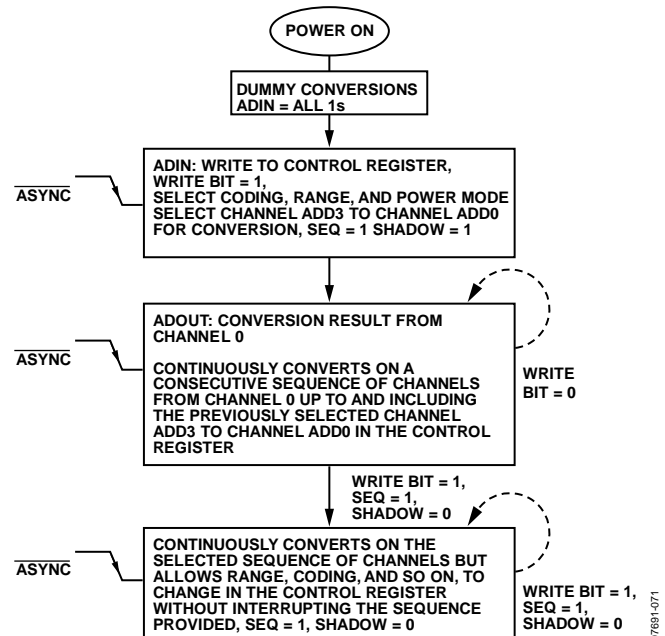 POWER ON
DUMMY CONVERSIONS
ADIN = ALL 1s
ASYNC
ADIN: WRITE TO CONTROL REGISTER,
WRITE BIT = 1,
SELECT CODING, RANGE, AND POWER MODE
SELECT CHANNEL ADD3 TO CHANNEL ADD0
FOR CONVERSION, SEQ = 1 SHADOW = 1
ASYNC
ADOUT: CONVERSION RESULT FROM
CHANNEL 0
CONTINUOUSLY CONVERTS ON A
CONSECUTIVE SEQUENCE OF CHANNELS
FROM CHANNEL 0 UP TO AND INCLUDING
THE PREVIOUSLY SELECTED CHANNEL
ADD3 TO CHANNEL ADD0 IN THE CONTROL
REGISTER
WRITE
BIT = 0
WRITE BIT = 1,
SEQ = 1,
SHADOW = 0
ASYNC
CONTINUOUSLY CONVERTS ON THE
SELECTED SEQUENCE OF CHANNELS BUT
ALLOWS RANGE, CODING, AND SO ON, TO
CHANGE IN THE CONTROL REGISTER
WITHOUT INTERRUPTING THE SEQUENCE
PROVIDED, SEQ = 1, SHADOW = 0
WRITE BIT = 1,
SEQ = 1,
SHADOW = 0
7691-071